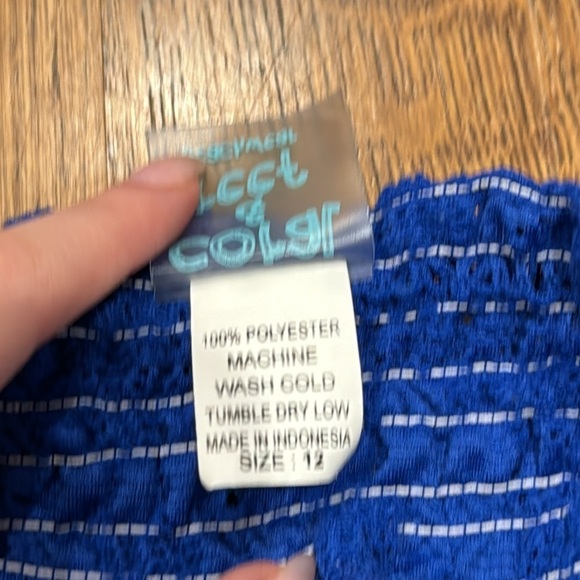 100% POLYESTER
MACHINE
WASH COLD
TUMBLE DRY LOW
MADE IN INDONESIA
SIZE : 12